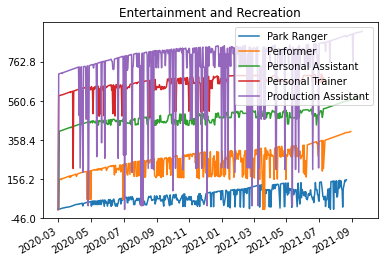 Entertainment and Recreation
Park Ranger
Performer
Personal Assistant
Personal Trainer
Production Assistant
762.8
560.6
358.4
156.2
-46.0
2020-03
2020-05
2020-07
2020-09
2020-11
2021-01
2021-03
2021-05
2021-07
2021-09